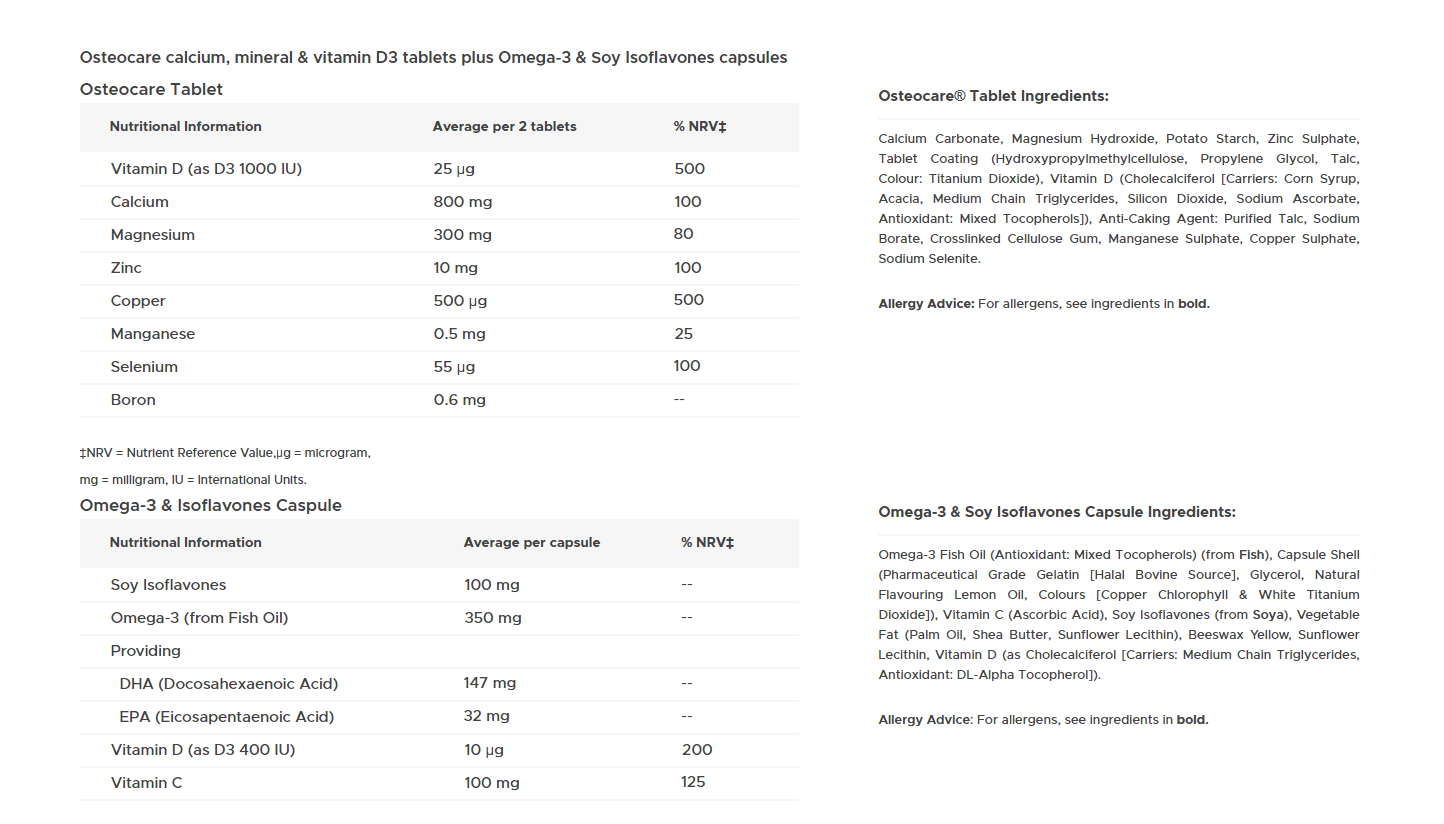 Osteocare calcium, mineral & vitamin D3 tablets plus Omega-3 & Soy Isoflavones capsules
Osteocare Tablet
Nutritional Information Average per 2 tablets % NRV‡
Vitamin D (as D3 1000 IU) 25 µg 500
Calcium 800 mg 100
Magnesium 300 mg 80
Zinc 10 mg 100
Copper 500 µg 500
Manganese 0.5 mg 25
Selenium 55 µg 100
Boron 0.6 mg --
‡NRV = Nutrient Reference Value,µg = microgram,
mg = milligram, IU = International Units.
Osteocare® Tablet Ingredients:
Calcium Carbonate, Magnesium Hydroxide, Potato Starch, Zinc Sulphate,
Tablet Coating (Hydroxypropylmethylcellulose, Propylene Glycol, Talc,
Colour: Titanium Dioxide), Vitamin D (Cholecalciferol [Carriers: Corn Syrup,
Acacia, Medium Chain Triglycerides, Silicon Dioxide, Sodium Ascorbate,
Antioxidant: Mixed Tocopherols]), Anti-Caking Agent: Purified Talc, Sodium
Borate, Crosslinked Cellulose Gum, Manganese Sulphate, Copper Sulphate,
Sodium Selenite.
Allergy Advice: For allergens, see ingredients in bold.
Omega-3 & Isoflavones Caspule
Nutritional Information Average per capsule % NRV‡
Soy Isoflavones 100 mg --
Omega-3 (from Fish Oil) 350 mg --
Providing
DHA (Docosahexaenoic Acid) 147 mg --
EPA (Eicosapentaenoic Acid) 32 mg --
Vitamin D (as D3 400 IU) 10 µg 200
Vitamin C 100 mg 125
Omega-3 & Soy Isoflavones Capsule Ingredients:
Omega-3 Fish Oil (Antioxidant: Mixed Tocopherols) (from Fish), Capsule Shell
(Pharmaceutical Grade Gelatin [Halal Bovine Source], Glycerol, Natural
Flavouring Lemon Oil, Colours [Copper Chlorophyll & White Titanium
Dioxide]), Vitamin C (Ascorbic Acid), Soy Isoflavones (from Soya), Vegetable
Fat (Palm Oil, Shea Butter, Sunflower Lecithin), Beeswax Yellow, Sunflower
Lecithin, Vitamin D (as Cholecalciferol [Carriers: Medium Chain Triglycerides,
Antioxidant: DL-Alpha Tocopherol]).
Allergy Advice: For allergens, see ingredients in bold.